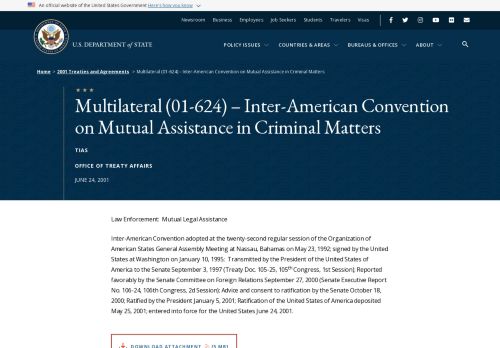 An official website of the United States Government Here's how you know
Newsroom Business Employers Job Seekers Students Travelers Visas
U.S. DEPARTMENT of STATE
POLICY ISSUES COUNTRIES & AREAS BUREAUS & OFFICES ABOUT
Home > 2001 Treaties and Agreements > Multilateral (01-624) – Inter-American Convention on Mutual Assistance in Criminal Matters
Multilateral (01-624) – Inter-American Convention
on Mutual Assistance in Criminal Matters
TIAS
OFFICE OF TREATY AFFAIRS
JUNE 24, 2001
Law Enforcement: Mutual Legal Assistance
Inter-American Convention adopted at the twenty-second regular session of the Organization of
American States General Assembly Meeting at Nassau, Bahamas on May 23, 1992; signed by the United
States at Washington on January 10, 1995; Transmitted by the President of the United States of
America to the Senate September 3, 1997 (Treaty Doc. 105-25, 105th Congress, 1st Session); Reported
favorably by the Senate Committee on Foreign Relations September 27, 2000 (Senate Executive Report
No. 106-24, 106th Congress, 2d Session); Advice and consent to ratification by the Senate October 18,
2000; Ratified by the President January 5, 2001; Ratification of the United States of America deposited
May 25, 2001; entered into force for the United States June 24, 2001.
DOWNLOAD ATTACHMENT [5 MB]